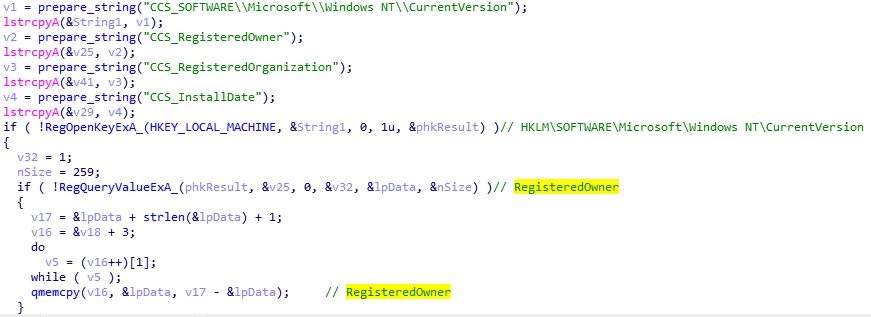 v1 = prepare_string("CCS_SOFTWARE\\Microsoft\\Windows NT\\CurrentVersion");
lstrcpyA(&String1, v1);
v2 = prepare_string("CCS_RegisteredOwner");
lstrcpyA(&v25, v2);
v3 = prepare_string("CCS_RegisteredOrganization");
lstrcpyA(&v41, v3);
v4 = prepare_string("CCS_InstallDate");
lstrcpyA(&v29, v4);
if ( !RegOpenKeyExA_(HKEY_LOCAL_MACHINE, &String1, 0, 1u, &phkResult) )// HKLM\SOFTWARE\Microsoft\Windows NT\CurrentVersion
{
v32 = 1;
nSize = 259;
if ( !RegQueryValueExA_(phkResult, &v25, 0, &v32, &lpData, &nSize) )// RegisteredOwner
{
v17 = &lpData + strlen(&lpData) + 1;
v16 = &v18 + 3;
do
v5 = (v16++)[1];
while ( v5 );
qmemcpy(v16, &lpData, v17 - &lpData); // RegisteredOwner
}